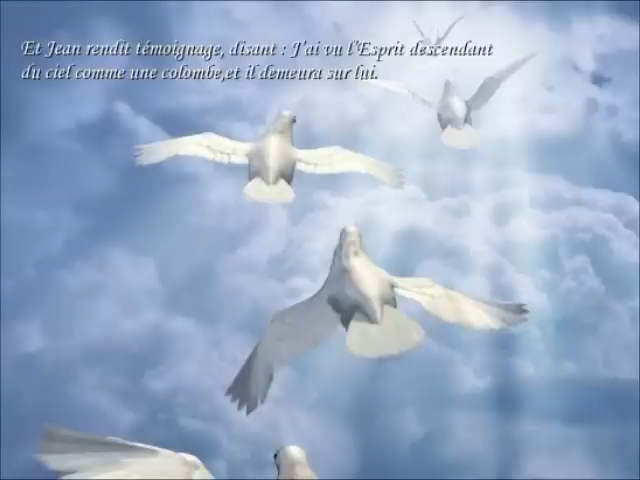 Et Jean rendit témoignage, disant : J'ai vu l'Esprit descendant
du ciel comme une colombe,et il demeura sur lui.